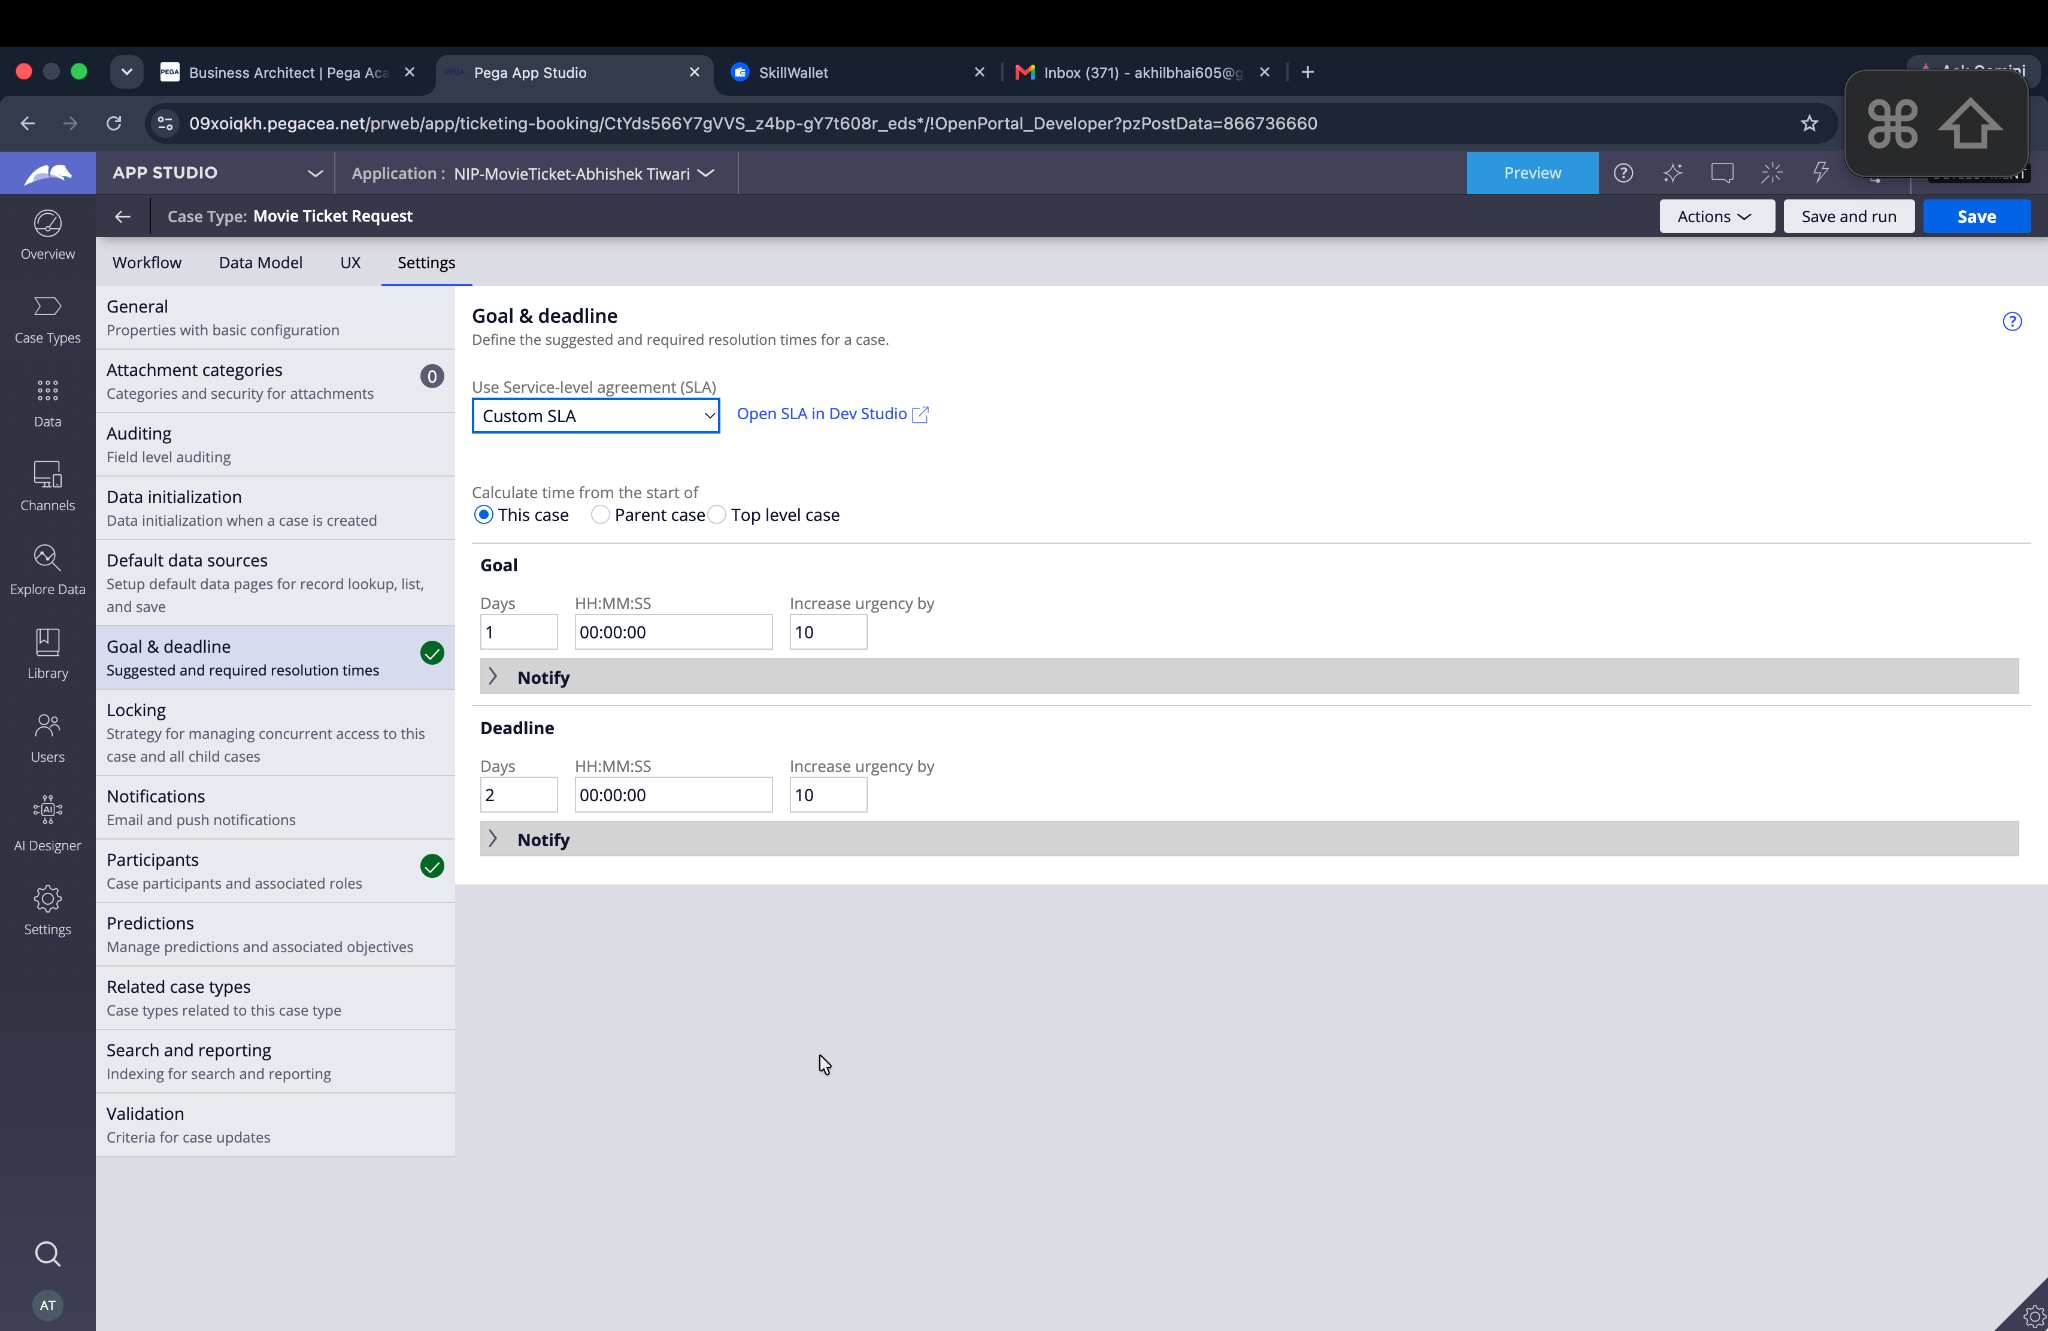 Business Architect | Pega Aca
Pega App Studio
SkillWallet
Inbox (371) - akhilbhai605@g
09xoiqkh.pegacea.net/prweb/app/ticketing-booking/CtYds566Y7gVVS_z4bp-gY7t608r_eds*/!OpenPortal_Developer?pzPostData=866736660
APP STUDIO
Application : NIP-MovieTicket-Abhishek Tiwari
Preview
Case Type: Movie Ticket Request
Actions
Save and run
Save
Overview
Case Types
Data
Channels
Explore Data
Library
Users
AI Designer
Settings
AT
Workflow
Data Model
UX
Settings
General
Properties with basic configuration
Attachment categories
0
Categories and security for attachments
Auditing
Field level auditing
Data initialization
Data initialization when a case is created
Default data sources
Setup default data pages for record lookup, list,
and save
Goal & deadline
Suggested and required resolution times
Locking
Strategy for managing concurrent access to this
case and all child cases
Notifications
Email and push notifications
Participants
Case participants and associated roles
Predictions
Manage predictions and associated objectives
Related case types
Case types related to this case type
Search and reporting
Indexing for search and reporting
Validation
Criteria for case updates
Goal & deadline
Define the suggested and required resolution times for a case.
Use Service-level agreement (SLA)
Custom SLA
Open SLA in Dev Studio
Calculate time from the start of
This case
Parent case
Top level case
Goal
Days
HH:MM:SS
Increase urgency by
1
00:00:00
10
Notify
Deadline
Days
HH:MM:SS
Increase urgency by
2
00:00:00
10
Notify